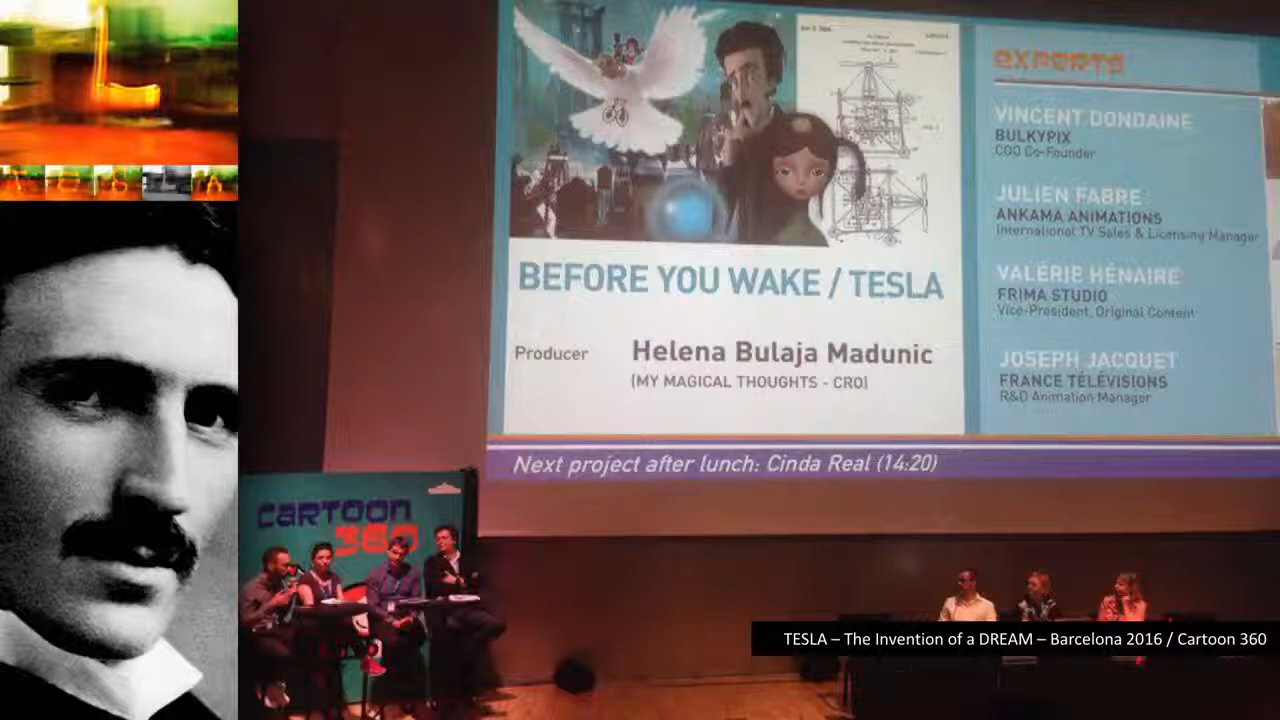 T E S L A
BEFORE YOU WAKE / TESLA
Producer
Helena Bulaja Madunic
(MY MAGICAL THOUGHTS - CRO)
experts
VINCENT DONDAINE
BULKYPIX
COO Co-Founder
JULIEN FABRE
ANKAMA ANIMATIONS
International TV Sales & Licensing Manager
VALÉRIE HÉNAIRE
FRIMA STUDIO
Vice-President, Original Content
JOSEPH JACQUET
FRANCE TÉLÉVISIONS
R&D Animation Manager
Next project after lunch: Cinda Real (14:20)
CARTOON
360
TESLA – The Invention of a DREAM – Barcelona 2016 / Cartoon 360